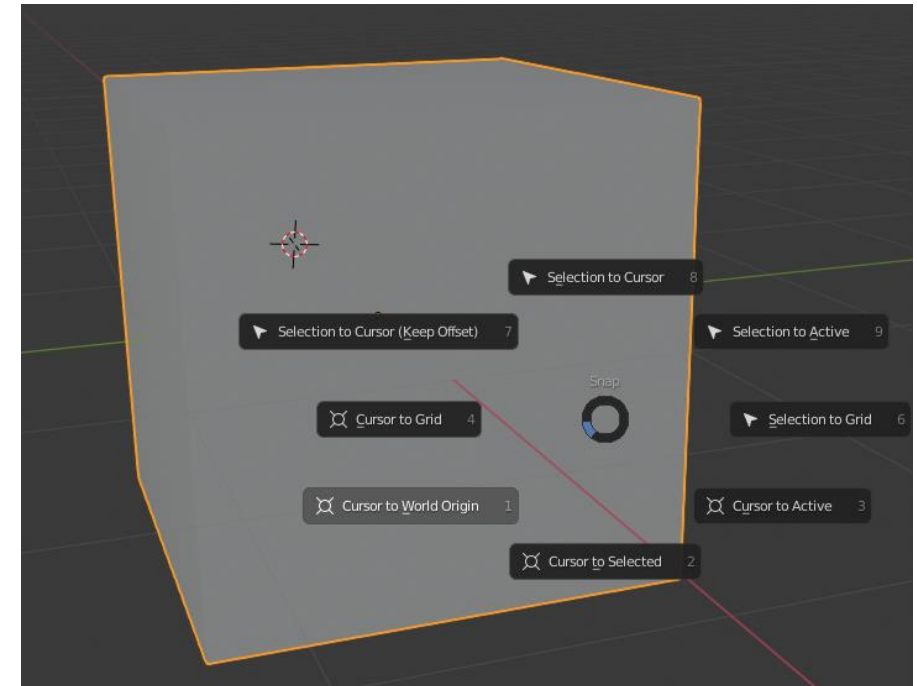 Selection to Cursor 8
Selection to Cursor (Keep Offset) 7
Selection to Active 9
Snap
Cursor to Grid 4
Selection to Grid 6
Cursor to World Origin 1
Cursor to Active 3
Cursor to Selected 2